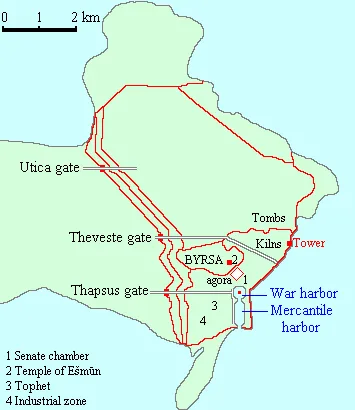 0 1 2 km
Utica gate
Tombs
Theveste gate
Kilns
Tower
BYRSA
2
agora
1
Thapsus gate
War harbor
3
Mercantile
harbor
4
1 Senate chamber
2 Temple of Ešmūn
3 Tophet
4 Industrial zone